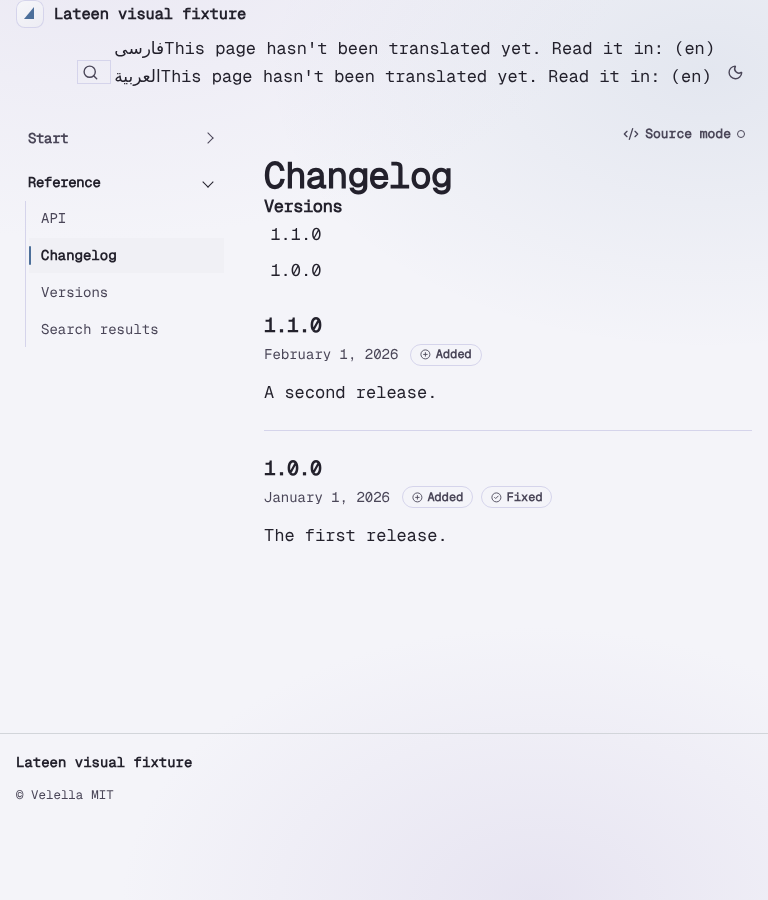 Lateen visual fixture
فارسیThis page hasn't been translated yet. Read it in: (en)
العربيةThis page hasn't been translated yet. Read it in: (en)
Start
Source mode
Reference
API
Changelog
Versions
Search results
Changelog
Versions
1.1.0
1.0.0
1.1.0
February 1, 2026 Added
A second release.
1.0.0
January 1, 2026 Added Fixed
The first release.
Lateen visual fixture
© Velella MIT